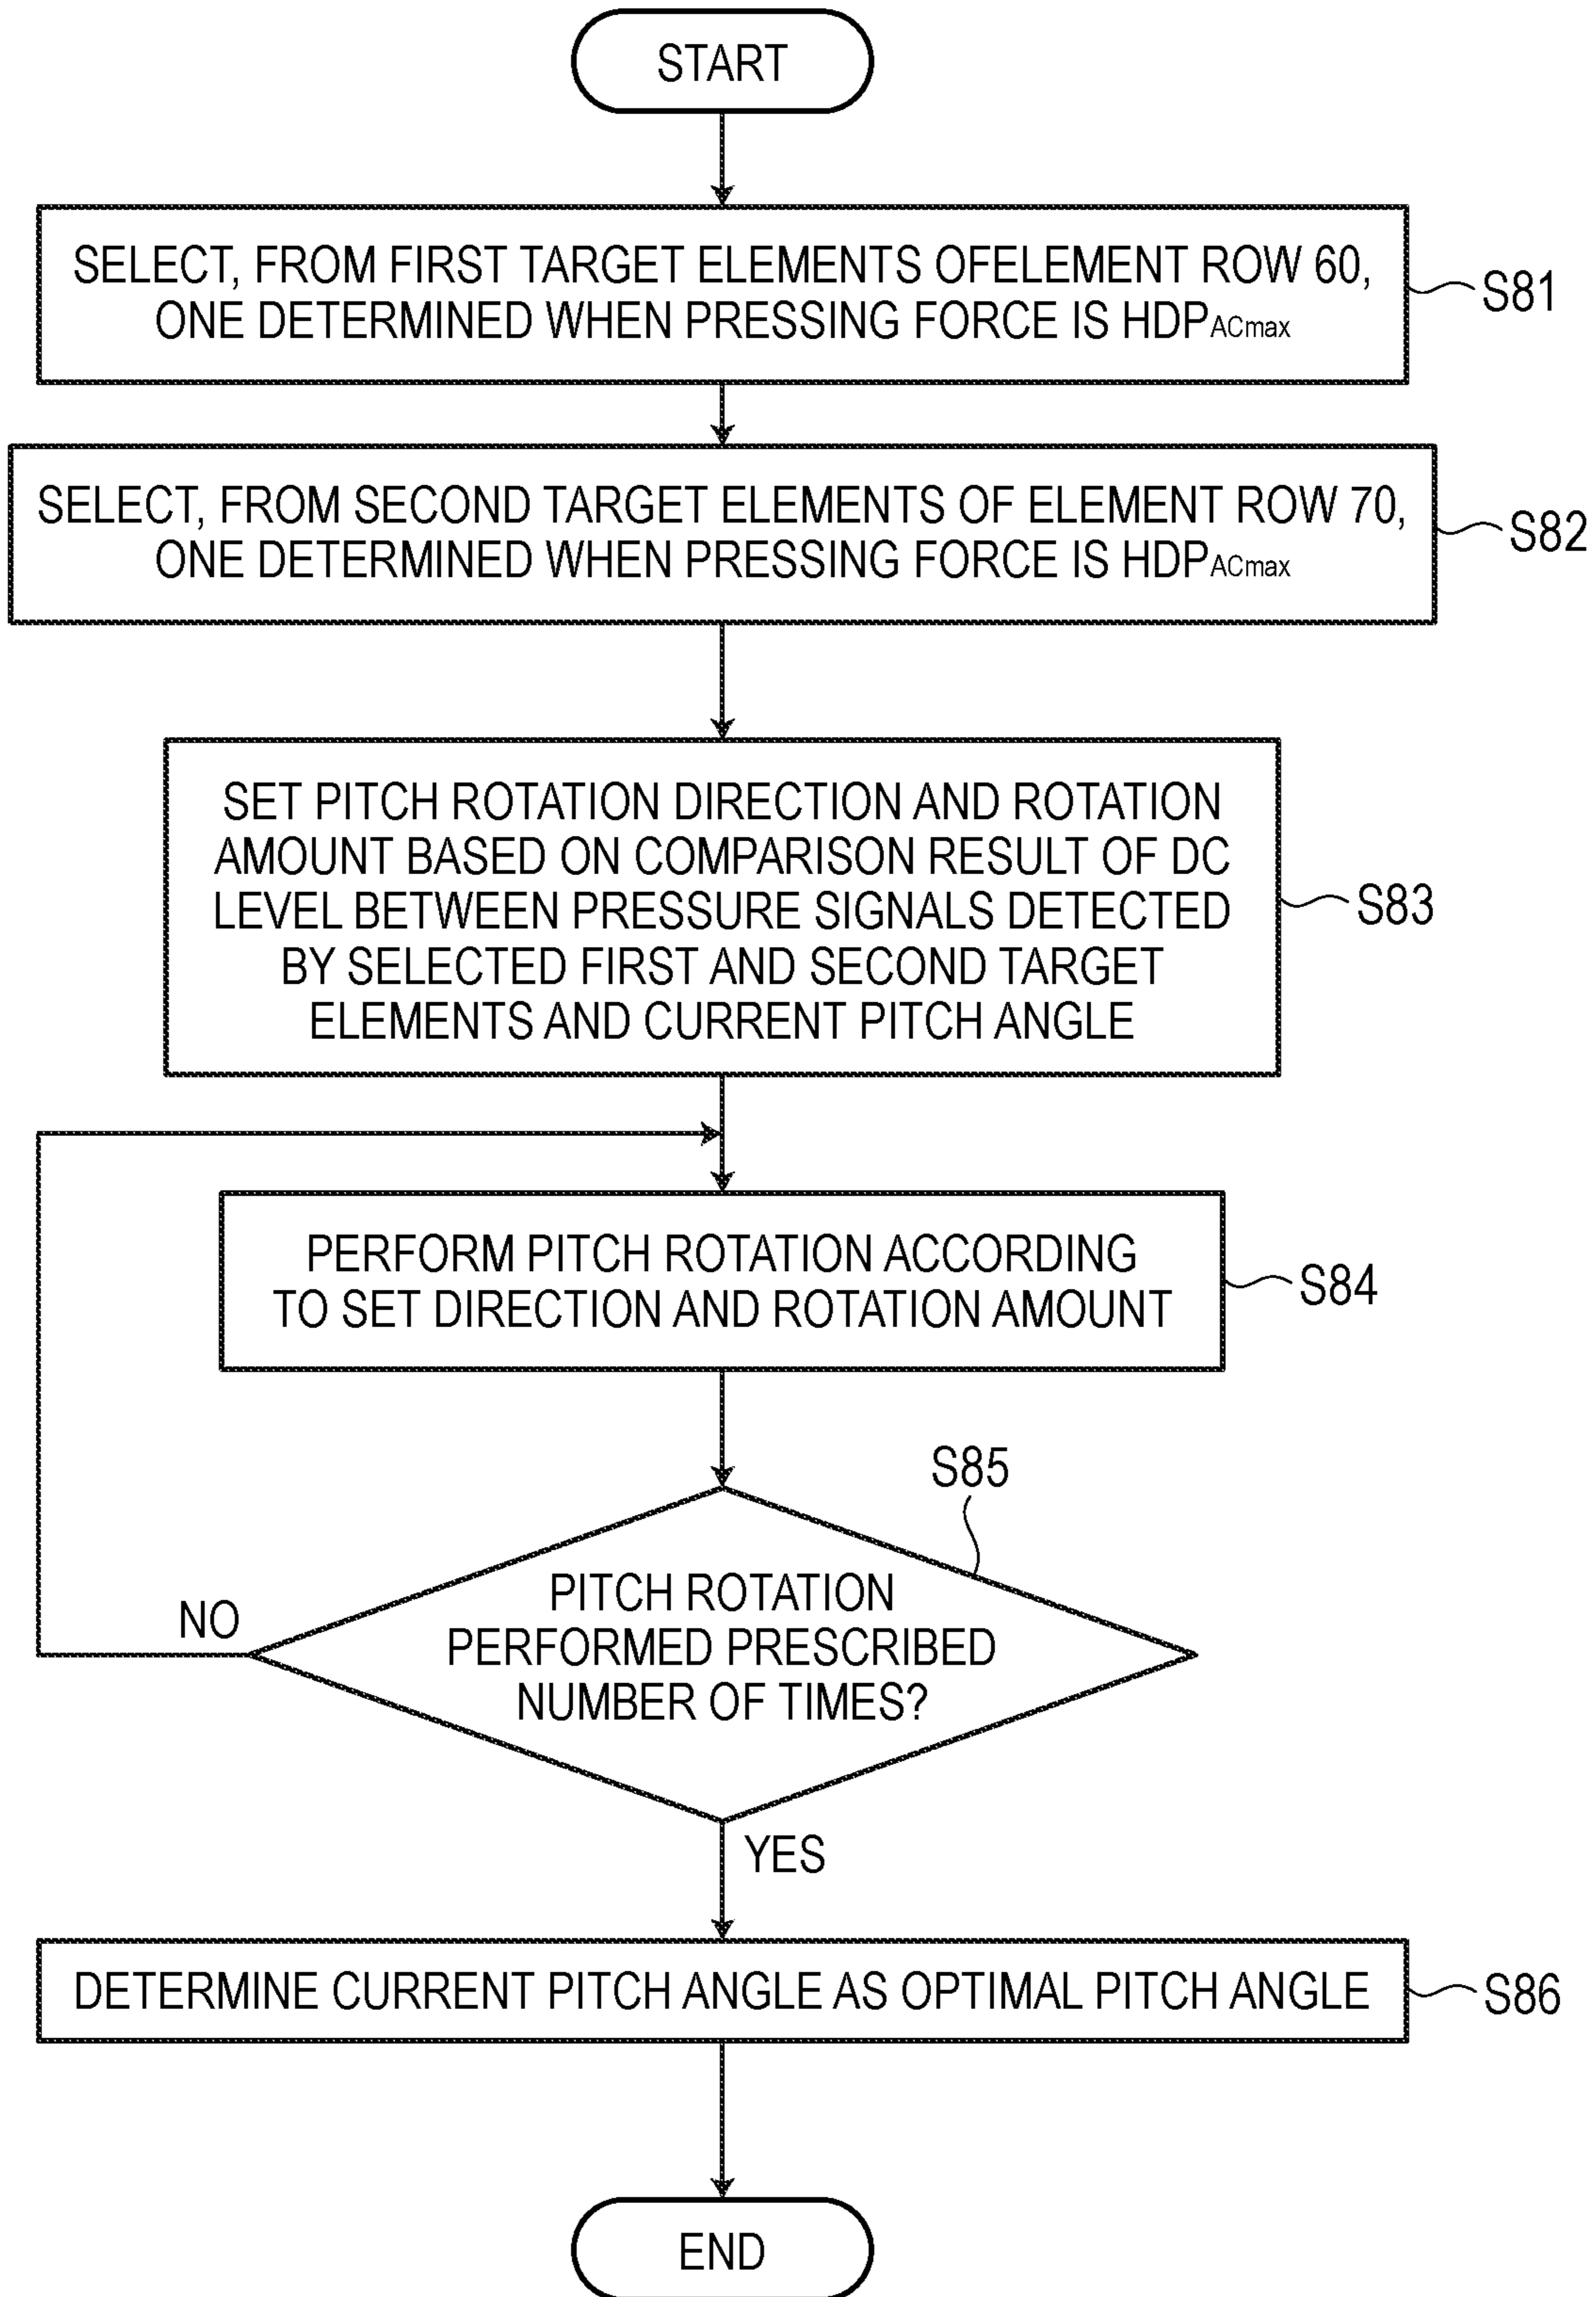 START
SELECT, FROM FIRST TARGET ELEMENTS OFELEMENT ROW 60,
ONE DETERMINED WHEN PRESSING FORCE IS HDPACmax
S81
SELECT, FROM SECOND TARGET ELEMENTS OF ELEMENT ROW 70,
ONE DETERMINED WHEN PRESSING FORCE IS HDPACmax
S82
SET PITCH ROTATION DIRECTION AND ROTATION
AMOUNT BASED ON COMPARISON RESULT OF DC
LEVEL BETWEEN PRESSURE SIGNALS DETECTED
BY SELECTED FIRST AND SECOND TARGET
ELEMENTS AND CURRENT PITCH ANGLE
S83
PERFORM PITCH ROTATION ACCORDING
TO SET DIRECTION AND ROTATION AMOUNT
S84
S85
PITCH ROTATION
PERFORMED PRESCRIBED
NUMBER OF TIMES?
NO
YES
DETERMINE CURRENT PITCH ANGLE AS OPTIMAL PITCH ANGLE
S86
END